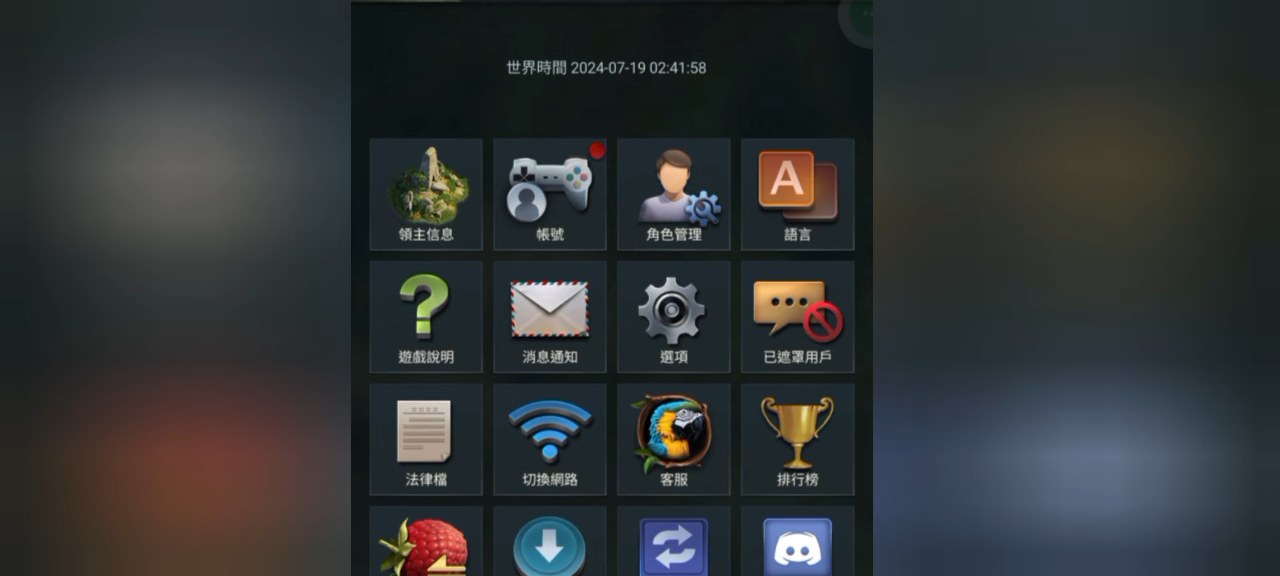 世界時間 2024-07-19 02:41:58
領主信息
帳號
角色管理
A
語言
遊戲說明
消息通知
選項
已遮罩用戶
法律檔
切換網路
客服
排行榜